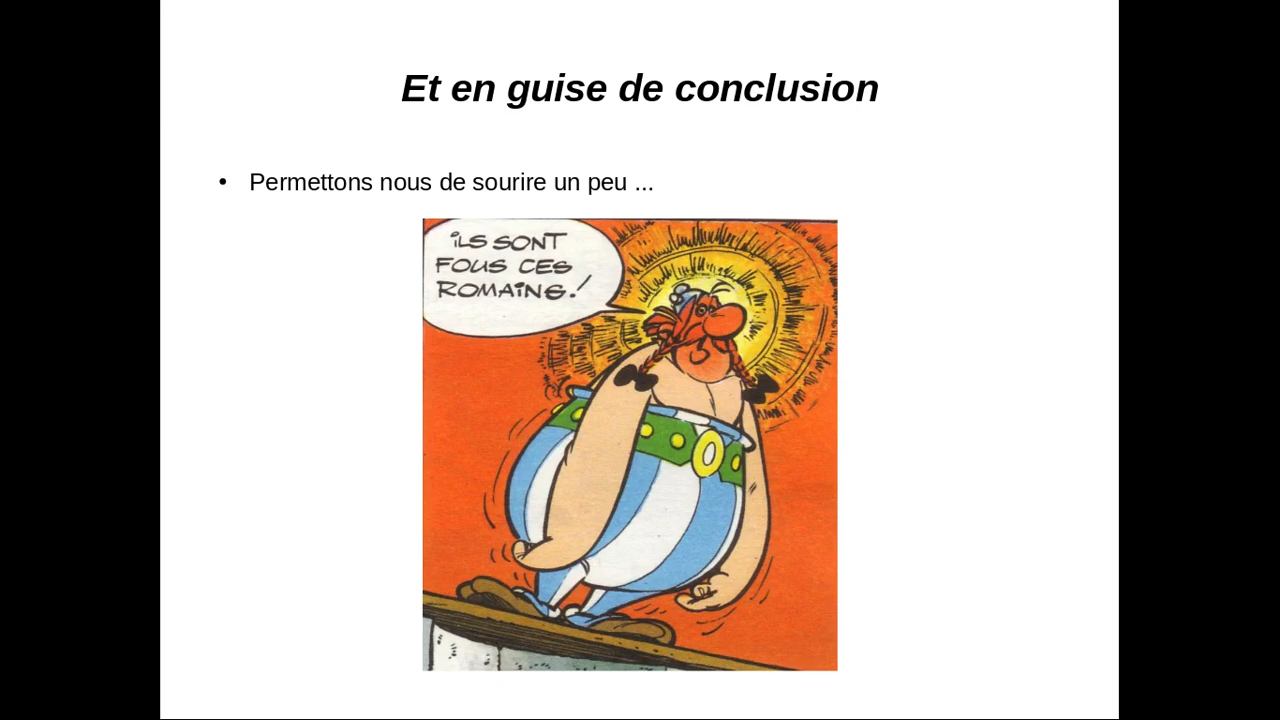 Et en guise de conclusion
• Permettons nous de sourire un peu ...
iLS SONT
FOUS CES
ROMAiNS.!